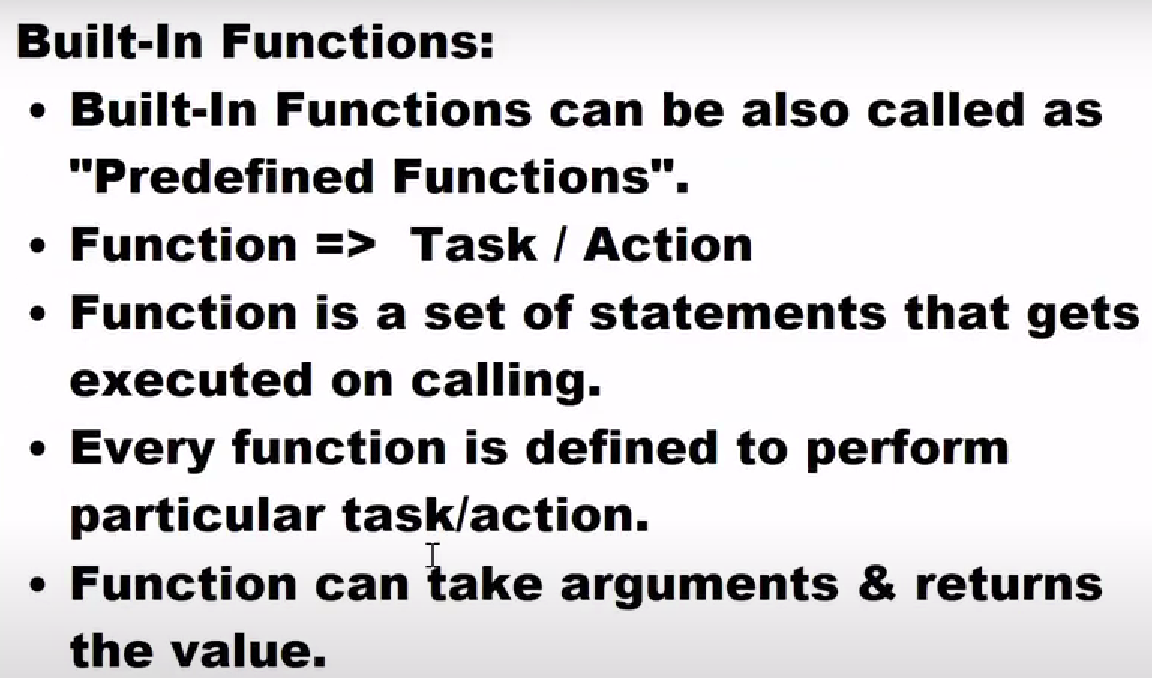 Built-In Functions:
• Built-In Functions can be also called as
"Predefined Functions".
• Function => Task / Action
• Function is a set of statements that gets
executed on calling.
• Every function is defined to perform
particular task/action.
• Function can take arguments & returns
the value.